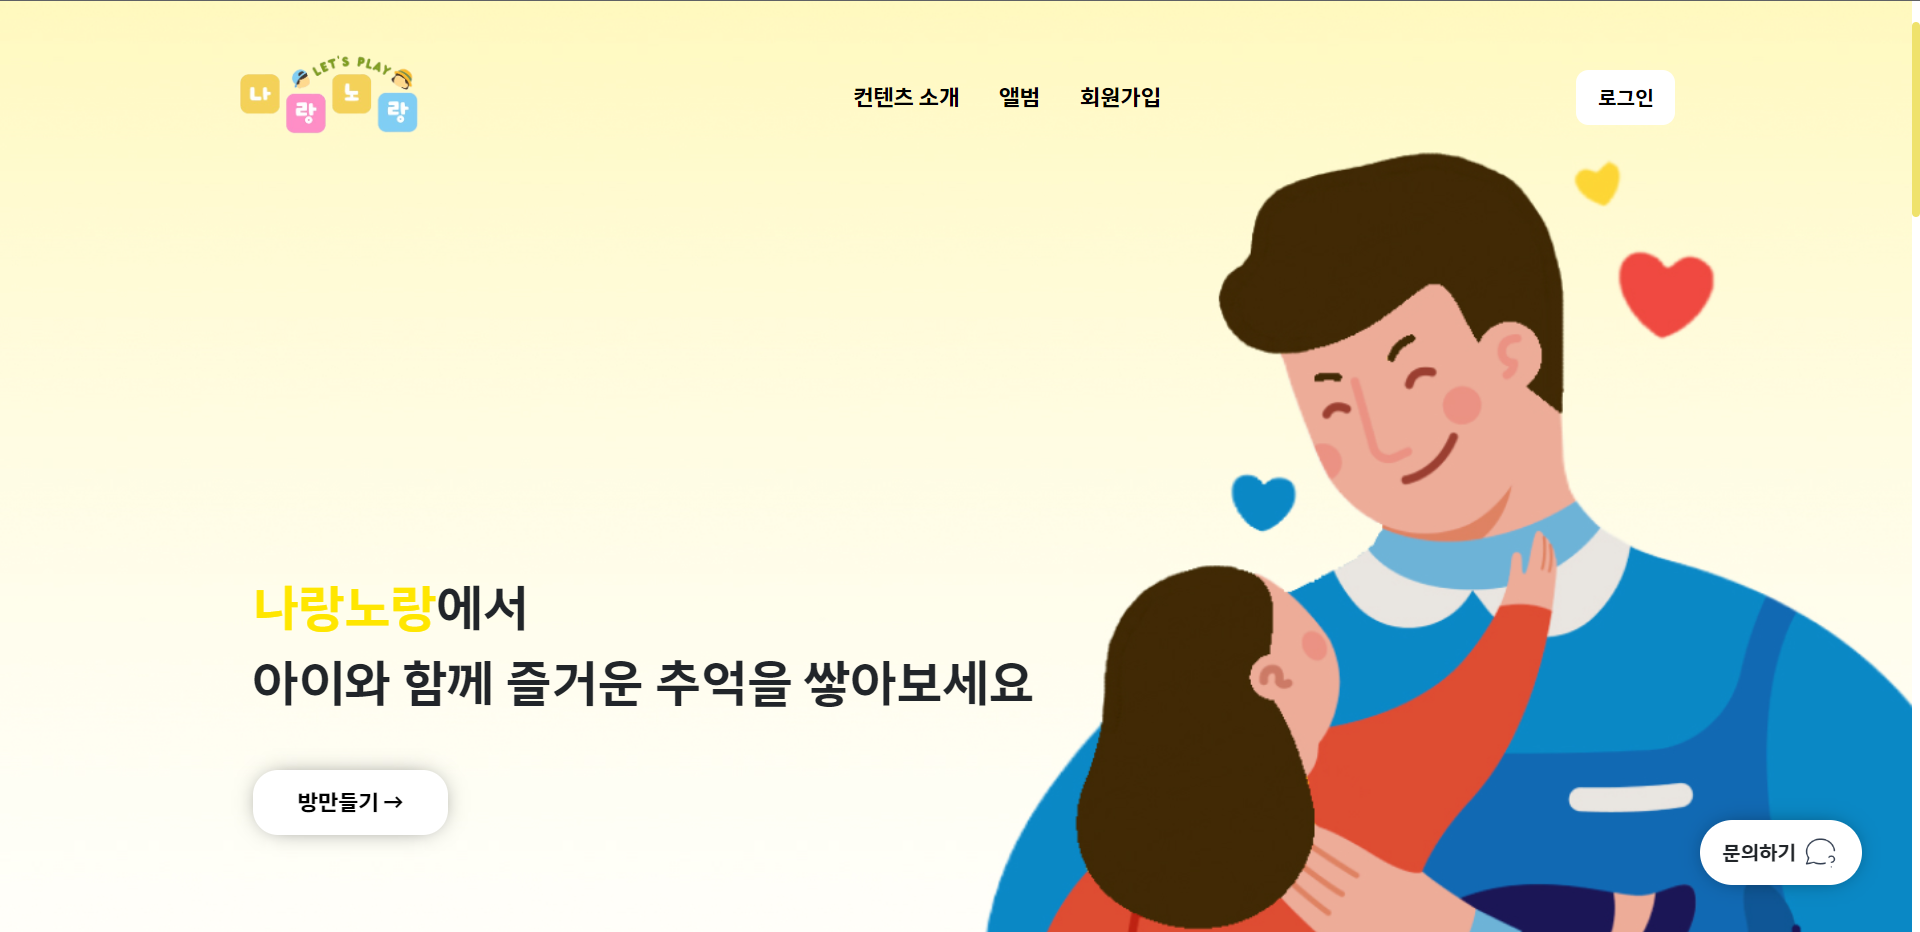 LET'S PLAY
나랑노랑
컨텐츠 소개
앨범
회원가입
로그인
나랑노랑에서
아이와 함께 즐거운 추억을 쌓아보세요
방만들기 →
문의하기